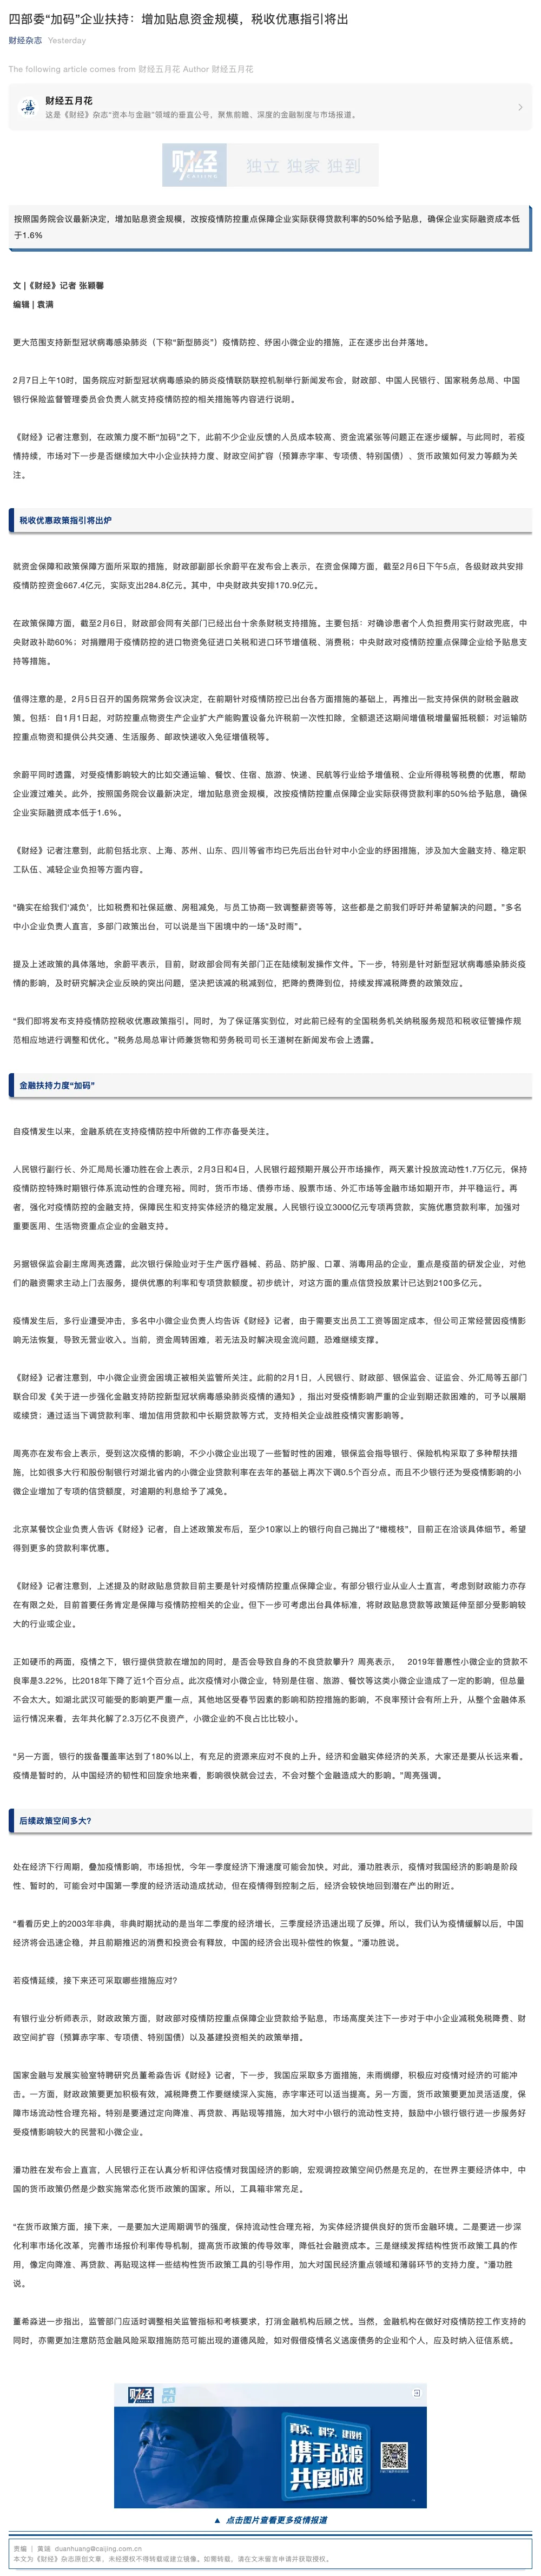 四部委“加码”企业扶持：增加贴息资金规模，税收优惠指引将出
财经杂志 Yesterday
The following article comes from 财经五月花 Author 财经五月花
财经五月花
这是《财经》杂志“资本与金融”领域的垂直公号，聚焦前瞻、深度的金融制度与市场报道。
财经 CAIJING 独立 独家 独到
按照国务院会议最新决定，增加贴息资金规模，改按疫情防控重点保障企业实际获得贷款利率的50%给予贴息，确保企业实际融资成本低
于1.6%
文 |《财经》记者 张颖馨
编辑 | 袁满
更大范围支持新型冠状病毒感染肺炎（下称“新型肺炎”）疫情防控、纾困小微企业的措施，正在逐步出台并落地。
2月7日上午10时，国务院应对新型冠状病毒感染的肺炎疫情联防联控机制举行新闻发布会，财政部、中国人民银行、国家税务总局、中国
银行保险监督管理委员会负责人就支持疫情防控的相关措施等内容进行说明。
《财经》记者注意到，在政策力度不断“加码”之下，此前不少企业反馈的人员成本较高、资金流紧张等问题正在逐步缓解。与此同时，若疫
情持续，市场对下一步是否继续加大中小企业扶持力度、财政空间扩容（预算赤字率、专项债、特别国债）、货币政策如何发力等颇为关
注。
税收优惠政策指引将出炉
就资金保障和政策保障方面所采取的措施，财政部副部长余蔚平在发布会上表示，在资金保障方面，截至2月6日下午5点，各级财政共安排
疫情防控资金667.4亿元，实际支出284.8亿元。其中，中央财政共安排170.9亿元。
在政策保障方面，截至2月6日，财政部会同有关部门已经出台十余条财税支持措施。主要包括：对确诊患者个人负担费用实行财政兜底，中
央财政补助60%；对捐赠用于疫情防控的进口物资免征进口关税和进口环节增值税、消费税；中央财政对疫情防控重点保障企业给予贴息支
持等措施。
值得注意的是，2月5日召开的国务院常务会议决定，在前期针对疫情防控已出台各方面措施的基础上，再推出一批支持保供的财税金融政
策。包括：自1月1日起，对防控重点物资生产企业扩大产能购置设备允许税前一次性扣除，全额退还这期间增值税增量留抵税额；对运输防
控重点物资和提供公共交通、生活服务、邮政快递收入免征增值税等。
余蔚平同时透露，对受疫情影响较大的比如交通运输、餐饮、住宿、旅游、快递、民航等行业给予增值税、企业所得税等税费的优惠，帮助
企业渡过难关。此外，按照国务院会议最新决定，增加贴息资金规模，改按疫情防控重点保障企业实际获得贷款利率的50%给予贴息，确保
企业实际融资成本低于1.6%。
《财经》记者注意到，此前包括北京、上海、苏州、山东、四川等省市均已先后出台针对中小企业的纾困措施，涉及加大金融支持、稳定职
工队伍、减轻企业负担等方面内容。
“确实在给我们‘减负’，比如税费和社保延缴、房租减免，与员工协商一致调整薪资等等，这些都是之前我们呼吁并希望解决的问题。”多名
中小企业负责人直言，多部门政策出台，可以说是当下困境中的一场“及时雨”。
提及上述政策的具体落地，余蔚平表示，目前，财政部会同有关部门正在陆续制发操作文件。下一步，特别是针对新型冠状病毒感染肺炎疫
情的影响，及时研究解决企业反映的突出问题，坚决把该减的税减到位，把降的费降到位，持续发挥减税降费的政策效应。
“我们即将发布支持疫情防控税收优惠政策指引。同时，为了保证落实到位，对此前已经有的全国税务机关纳税服务规范和税收征管操作规
范相应地进行调整和优化。”税务总局总审计师兼货物和劳务税司司长王道树在新闻发布会上透露。
金融扶持力度“加码”
自疫情发生以来，金融系统在支持疫情防控中所做的工作亦备受关注。
人民银行副行长、外汇局局长潘功胜在会上表示，2月3日和4日，人民银行超预期开展公开市场操作，两天累计投放流动性1.7万亿元，保持
疫情防控特殊时期银行体系流动性的合理充裕。同时，货币市场、债券市场、股票市场、外汇市场等金融市场如期开市，并平稳运行。再
者，强化对疫情防控的金融支持，保障民生和支持实体经济的稳定发展。人民银行设立3000亿元专项再贷款，实施优惠贷款利率，加强对
重要医用、生活物资重点企业的金融支持。
另据银保监会副主席周亮透露，此次银行保险业对于生产医疗器械、药品、防护服、口罩、消毒用品的企业，重点是疫苗的研发企业，对他
们的融资需求主动上门去服务，提供优惠的利率和专项贷款额度。初步统计，对这方面的重点信贷投放累计已达到2100多亿元。
疫情发生后，多行业遭受冲击，多名中小微企业负责人均告诉《财经》记者，由于需要支出员工工资等固定成本，但公司正常经营因疫情影
响无法恢复，导致无营业收入。当前，资金周转困难，若无法及时解决现金流问题，恐难继续支撑。
《财经》记者注意到，中小微企业资金困境正被相关监管所关注。此前的2月1日，人民银行、财政部、银保监会、证监会、外汇局等五部门
联合印发《关于进一步强化金融支持防控新型冠状病毒感染肺炎疫情的通知》，指出对受疫情影响严重的企业到期还款困难的，可予以展期
或续贷；通过适当下调贷款利率、增加信用贷款和中长期贷款等方式，支持相关企业战胜疫情灾害影响等。
周亮亦在发布会上表示，受到这次疫情的影响，不少小微企业出现了一些暂时性的困难，银保监会指导银行、保险机构采取了多种帮扶措
施，比如很多大行和股份制银行对湖北省内的小微企业贷款利率在去年的基础上再次下调0.5个百分点。而且不少银行还为受疫情影响的小
微企业增加了专项的信贷额度，对逾期的利息给予了减免。
北京某餐饮企业负责人告诉《财经》记者，自上述政策发布后，至少10家以上的银行向自己抛出了“橄榄枝”，目前正在洽谈具体细节。希望
得到更多的贷款利率优惠。
《财经》记者注意到，上述提及的财政贴息贷款目前主要是针对疫情防控重点保障企业。有部分银行业从业人士直言，考虑到财政能力亦存
在有限之处，目前首要任务肯定是保障与疫情防控相关的企业。但下一步可考虑出台具体标准，将财政贴息贷款等政策延伸至部分受影响较
大的行业或企业。
正如硬币的两面，疫情之下，银行提供贷款在增加的同时，是否会导致自身的不良贷款攀升？周亮表示， 2019年普惠性小微企业的贷款不
良率是3.22%，比2018年下降了近1个百分点。此次疫情对小微企业，特别是住宿、旅游、餐饮等这类小微企业造成了一定的影响，但总量
不会太大。如湖北武汉可能受的影响更严重一点，其他地区受春节因素的影响和防控措施的影响，不良率预计会有所上升，从整个金融体系
运行情况来看，去年共化解了2.3万亿不良资产，小微企业的不良占比比较小。
“另一方面，银行的拨备覆盖率达到了180%以上，有充足的资源来应对不良的上升。经济和金融实体经济的关系，大家还是要从长远来看。
疫情是暂时的，从中国经济的韧性和回旋余地来看，影响很快就会过去，不会对整个金融造成大的影响。”周亮强调。
后续政策空间多大？
处在经济下行周期，叠加疫情影响，市场担忧，今年一季度经济下滑速度可能会加快。对此，潘功胜表示，疫情对我国经济的影响是阶段
性、暂时的，可能会对中国第一季度的经济活动造成扰动，但在疫情得到控制之后，经济会较快地回到潜在产出的附近。
“看看历史上的2003年非典，非典时期扰动的是当年二季度的经济增长，三季度经济迅速出现了反弹。所以，我们认为疫情缓解以后，中国
经济将会迅速企稳，并且前期推迟的消费和投资会有释放，中国的经济会出现补偿性的恢复。”潘功胜说。
若疫情延续，接下来还可采取哪些措施应对？
有银行业分析师表示，财政政策方面，财政部对疫情防控重点保障企业贷款给予贴息，市场高度关注下一步对于中小企业减税免税降费、财
政空间扩容（预算赤字率、专项债、特别国债）以及基建投资相关的政策举措。
国家金融与发展实验室特聘研究员董希淼告诉《财经》记者，下一步，我国应采取多方面措施，未雨绸缪，积极应对疫情对经济的可能冲
击。一方面，财政政策要更加积极有效，减税降费工作要继续深入实施，赤字率还可以适当提高。另一方面，货币政策要更加灵活适度，保
障市场流动性合理充裕。特别是要通过定向降准、再贷款、再贴现等措施，加大对中小银行的流动性支持，鼓励中小银行银行进一步服务好
受疫情影响较大的民营和小微企业。
潘功胜在发布会上直言，人民银行正在认真分析和评估疫情对我国经济的影响，宏观调控政策空间仍然是充足的，在世界主要经济体中，中
国的货币政策仍然是少数实施常态化货币政策的国家。所以，工具箱非常充足。
“在货币政策方面，接下来，一是要加大逆周期调节的强度，保持流动性合理充裕，为实体经济提供良好的货币金融环境。二是要进一步深
化利率市场化改革，完善市场报价利率传导机制，提高货币政策的传导效率，降低社会融资成本。三是继续发挥结构性货币政策工具的作
用，像定向降准、再贷款、再贴现这样一些结构性货币政策工具的引导作用，加大对国民经济重点领域和薄弱环节的支持力度。”潘功胜
说。
董希淼进一步指出，监管部门应适时调整相关监管指标和考核要求，打消金融机构后顾之忧。当然，金融机构在做好对疫情防控工作支持的
同时，亦需更加注意防范金融风险采取措施防范可能出现的道德风险，如对假借疫情名义逃废债务的企业和个人，应及时纳入征信系统。
财经
真实，科学，建设性
携手战疫
共度时艰
▲ 点击图片查看更多疫情报道
责编 | 黄端 duanhuang@caijing.com.cn
本文为《财经》杂志原创文章，未经授权不得转载或建立镜像。如需转载，请在文末留言申请并获取授权。